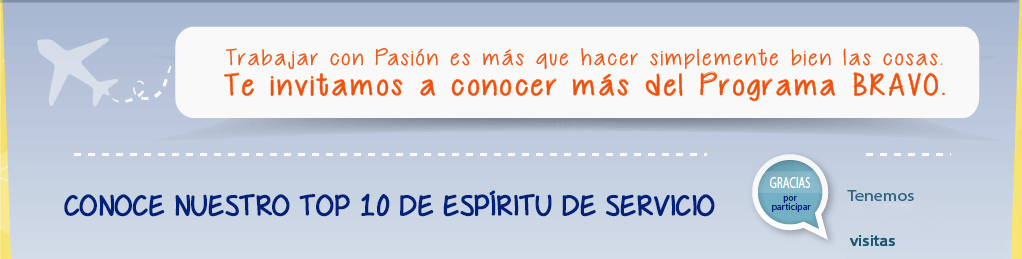 Trabajar con Pasión es más que hacer simplemente bien las cosas.
Te invitamos a conocer más del Programa BRAVO.
CONOCE NUESTRO TOP 10 DE ESPÍRITU DE SERVICIO
GRACIAS
por
participar
Tenemos
visitas